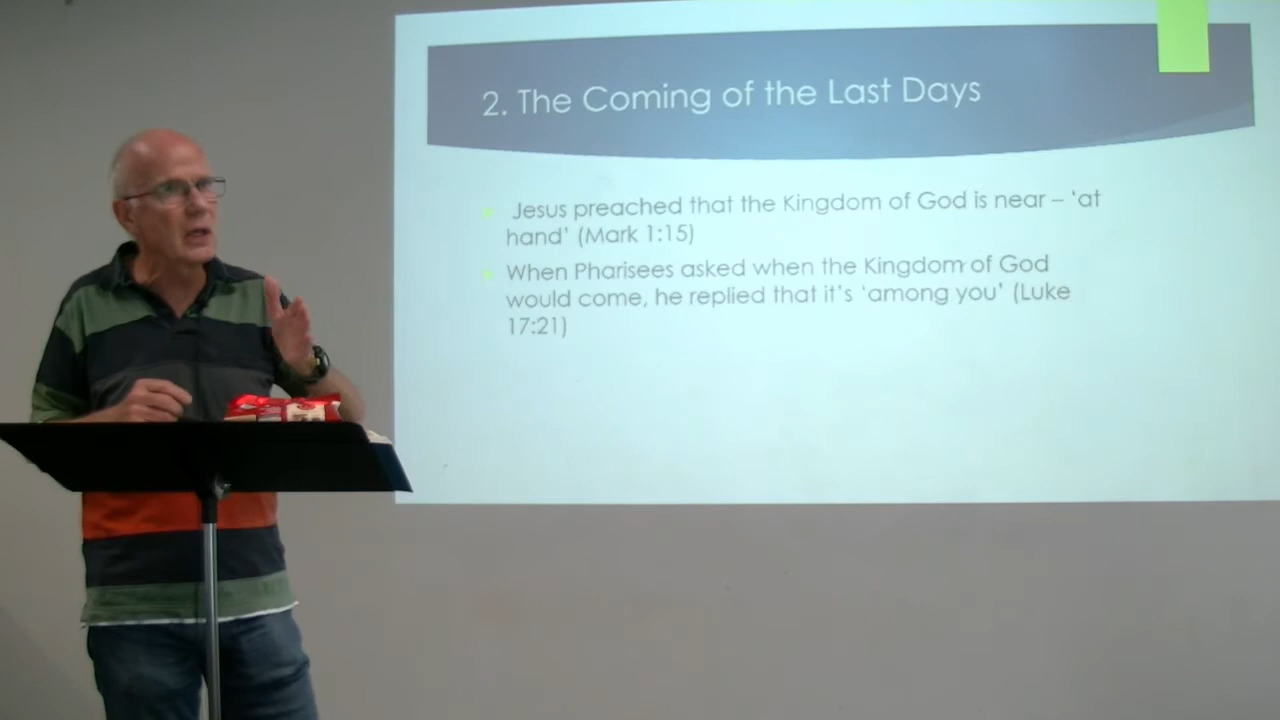 2. The Coming of the Last Days
Jesus preached that the Kingdom of God is near – ‘at
hand’ (Mark 1:15)
When Pharisees asked when the Kingdom of God
would come, he replied that it’s ‘among you’ (Luke
17:21)